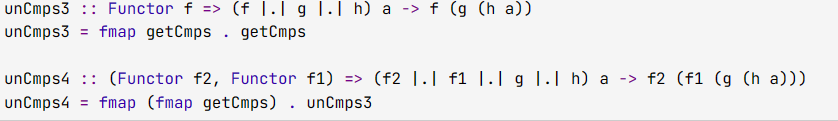 unCmps3 :: Functor f => (f |.| g |.| h) a -> f (g (h a))
unCmps3 = fmap getCmps . getCmps
unCmps4 :: (Functor f2, Functor f1) => (f2 |.| f1 |.| g |.| h) a -> f2 (f1 (g (h a)))
unCmps4 = fmap (fmap getCmps) . unCmps3